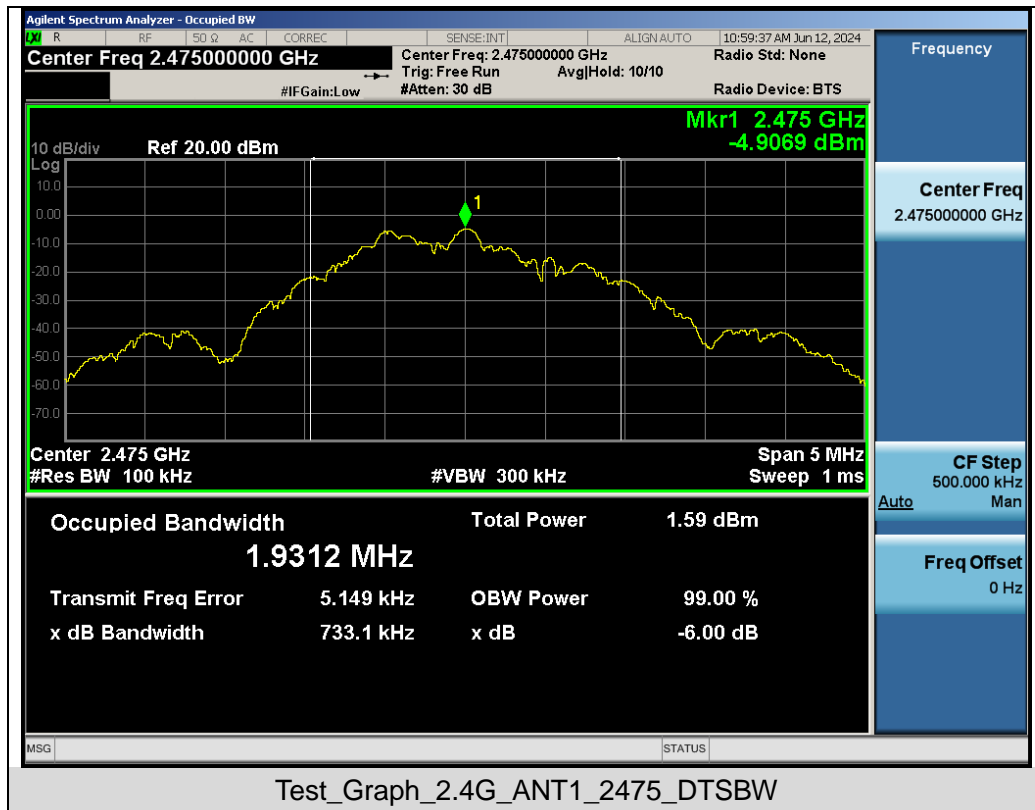 Agilent Spectrum Analyzer - Occupied BW
LXI R RF 50 Ω AC CORREC SENSE:INT ALIGN AUTO 10:59:37 AM Jun 12, 2024
Center Freq 2.475000000 GHz Center Freq: 2.475000000 GHz Radio Std: None
Trig: Free Run Avg|Hold: 10/10
#IFGain:Low #Atten: 30 dB Radio Device: BTS
Mkr1 2.475 GHz
-4.9069 dBm
10 dB/div Ref 20.00 dBm
Log
10.0
0.00
-10.0
-20.0
-30.0
-40.0
-50.0
-60.0
-70.0
1
Center 2.475 GHz Span 5 MHz
#Res BW 100 kHz #VBW 300 kHz Sweep 1 ms
Occupied Bandwidth Total Power 1.59 dBm
1.9312 MHz
Transmit Freq Error 5.149 kHz OBW Power 99.00 %
x dB Bandwidth 733.1 kHz x dB -6.00 dB
Frequency
Center Freq
2.475000000 GHz
CF Step
500.000 kHz
Auto Man
Freq Offset
0 Hz
MSG STATUS
Test_Graph_2.4G_ANT1_2475_DTSBW